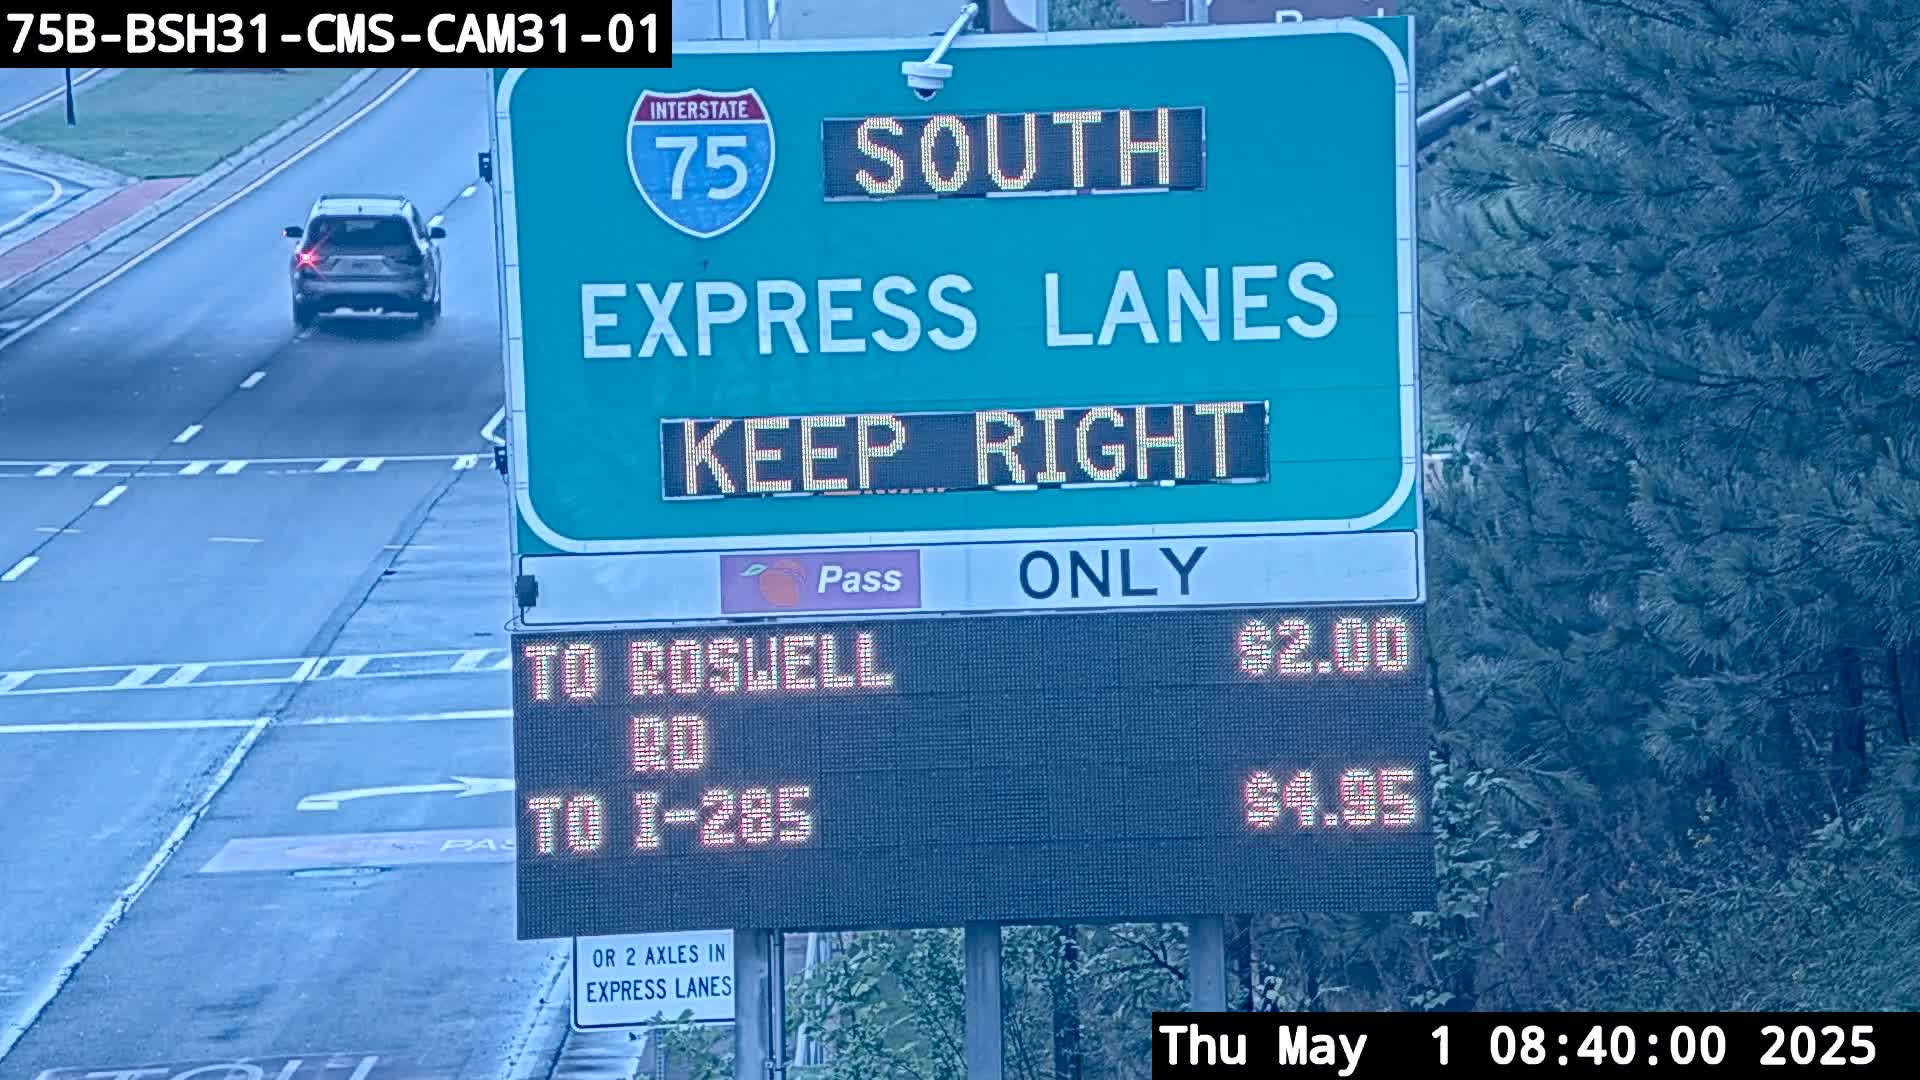 75B-BSH31-CMS-CAM31-01
INTERSTATE
75
SOUTH
EXPRESS LANES
KEEP RIGHT
Pass ONLY
TO ROSWELL $2.00
RD
TO I-285 $4.95
OR 2 AXLES IN
EXPRESS LANES
Thu May 1 08:40:00 2025